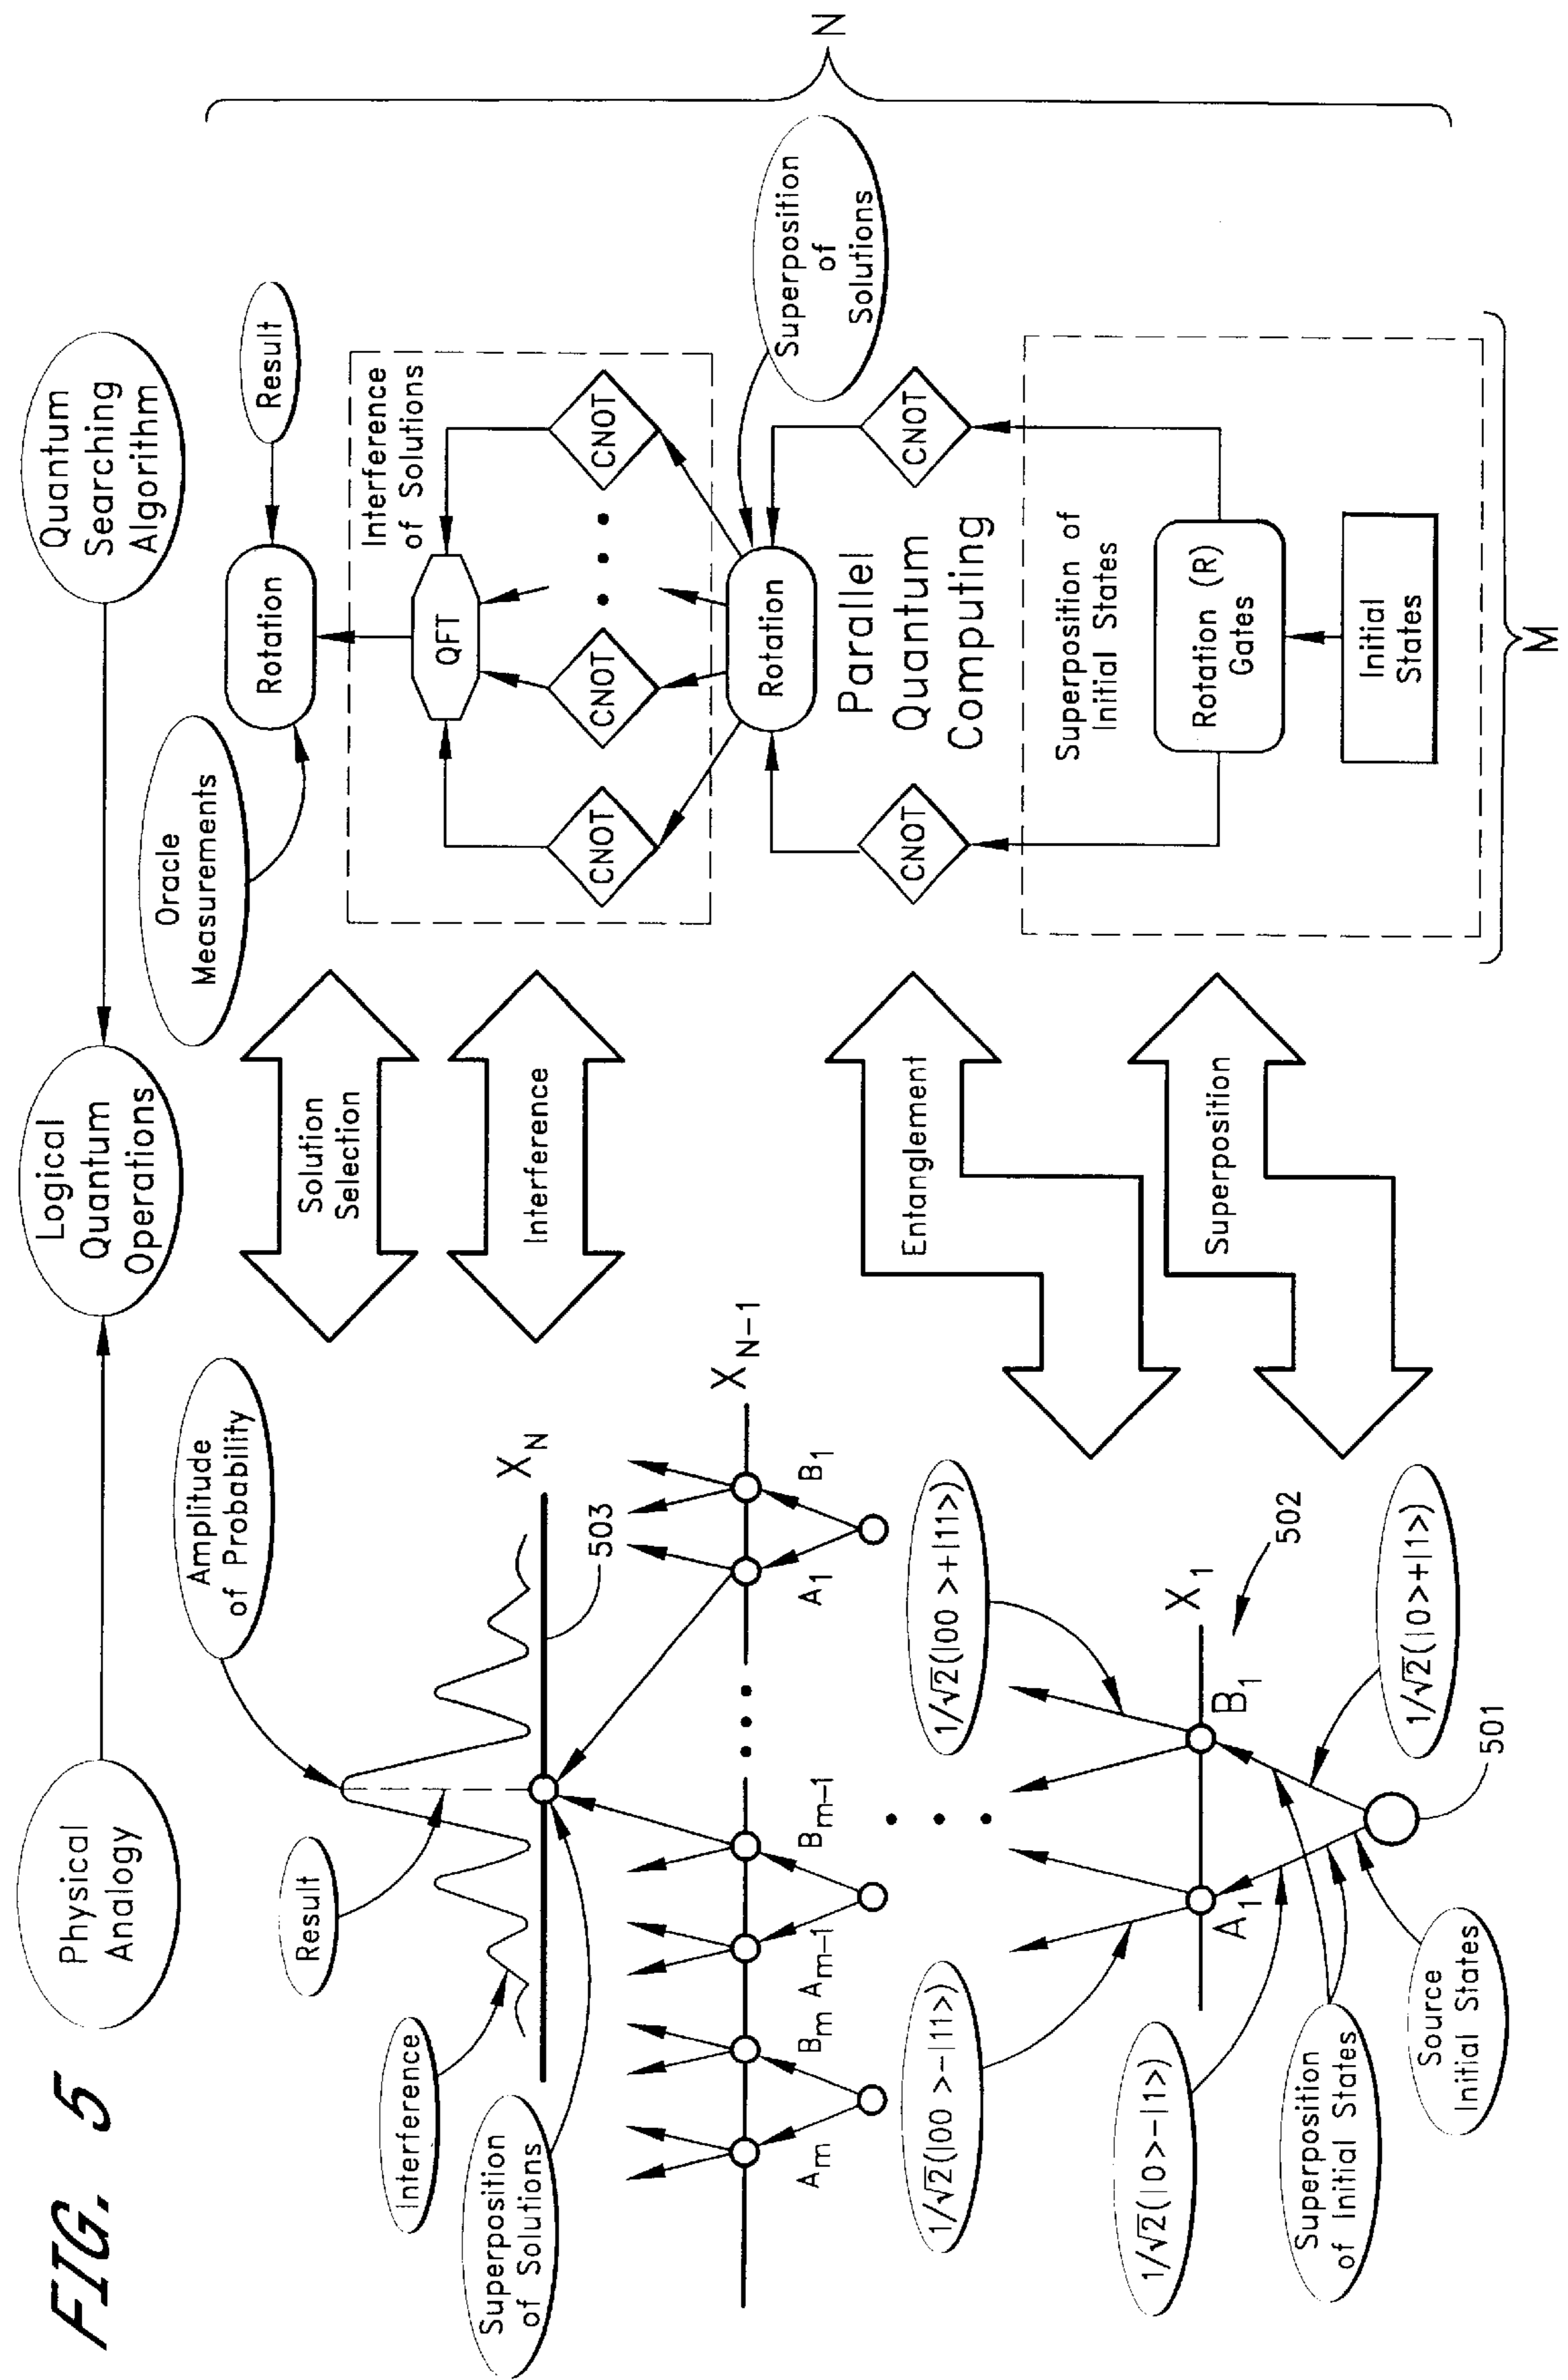 FIG. 5
Physical
Analogy
Logical
Quantum
Operations
Quantum
Searching
Algorithm
Amplitude
of Probability
Result
Interference
Superposition
of Solutions
X_N
503
X_{N-1}
A_m
B_m
A_{m-1}
B_{m-1}
A_1
B_1
1/√2(|00>-|11>)
1/√2(|00>+|11>)
X_1
A_1
B_1
502
1/√2(|0>-|1>)
1/√2(|0>+|1>)
Superposition
of Initial States
Source
Initial States
501
Solution
Selection
Interference
Entanglement
Superposition
Oracle
Measurements
Result
Rotation
Interference
of Solutions
QFT
CNOT
CNOT
CNOT
Rotation
Superposition
of
Solutions
Parallel
Quantum
Computing
CNOT
CNOT
Superposition of
Initial States
Rotation (R)
Gates
Initial
States
M
N